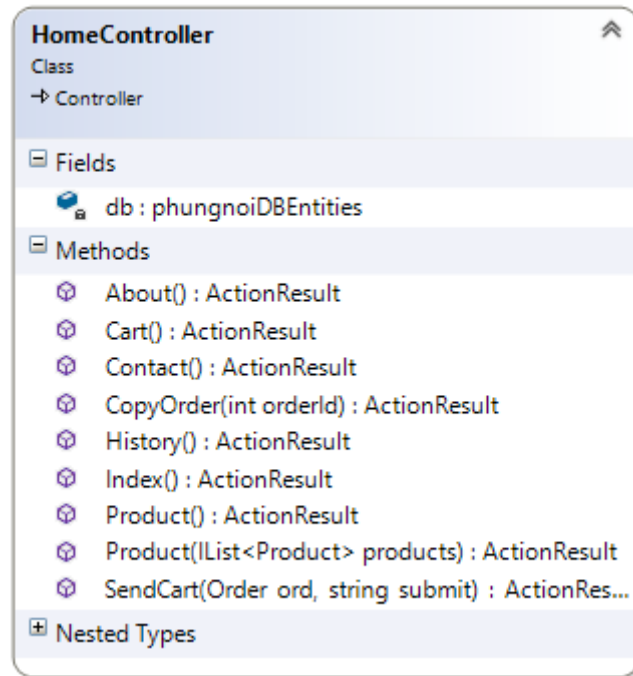 HomeController
Class
Controller
Fields
db : phungnoiDBEntities
Methods
About() : ActionResult
Cart() : ActionResult
Contact() : ActionResult
CopyOrder(int orderId) : ActionResult
History() : ActionResult
Index() : ActionResult
Product() : ActionResult
Product(IList<Product> products) : ActionResult
SendCart(Order ord, string submit) : ActionRes...
Nested Types